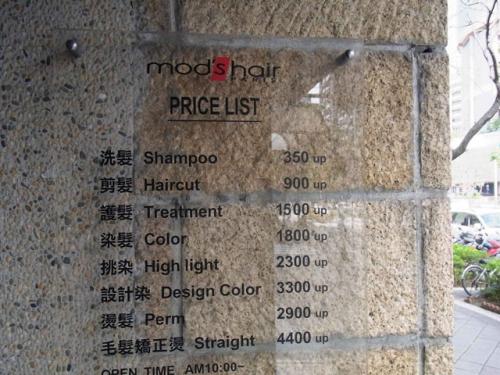 mod's hair
PRICE LIST
洗髮 Shampoo 350 up
剪髮 Haircut 900 up
護髮 Treatment 1500 up
染髮 Color 1800 up
挑染 High light 2300 up
設計染 Design Color 3300 up
燙髮 Perm 2900 up
毛髮矯正燙 Straight 4400 up
OPEN TIME AM10:00~